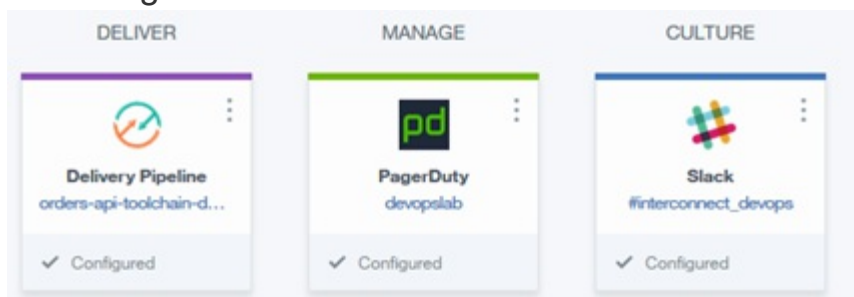 DELIVER
MANAGE
CULTURE
pd
Delivery Pipeline
orders-api-toolchain-d...
PagerDuty
devopslab
Slack
#interconnect_devops
Configured
Configured
Configured